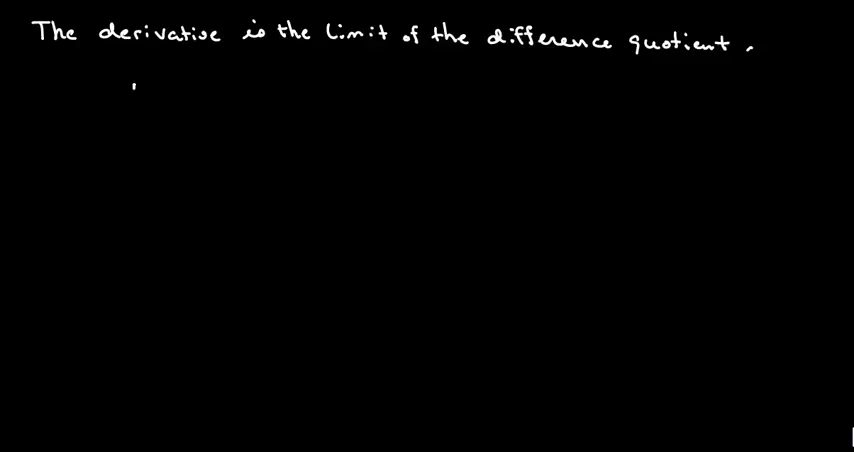 The derivative is the limit of the difference quotient.